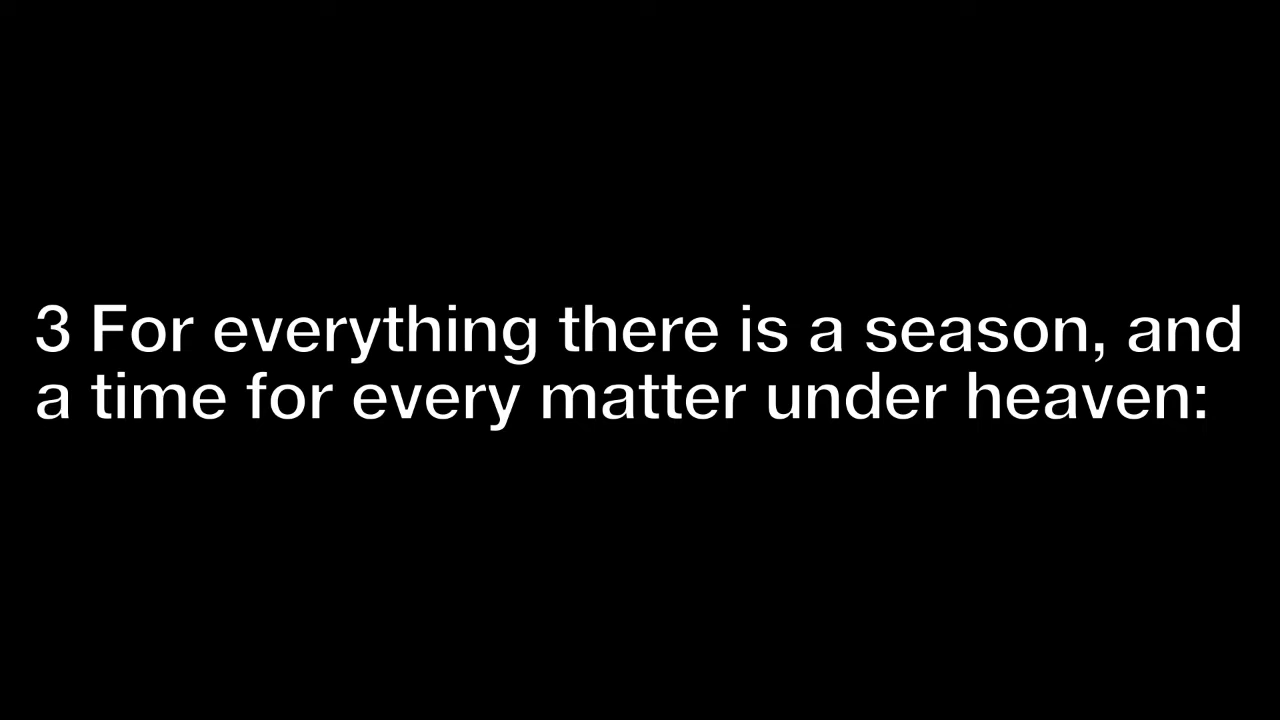 3 For everything there is a season, and
a time for every matter under heaven: